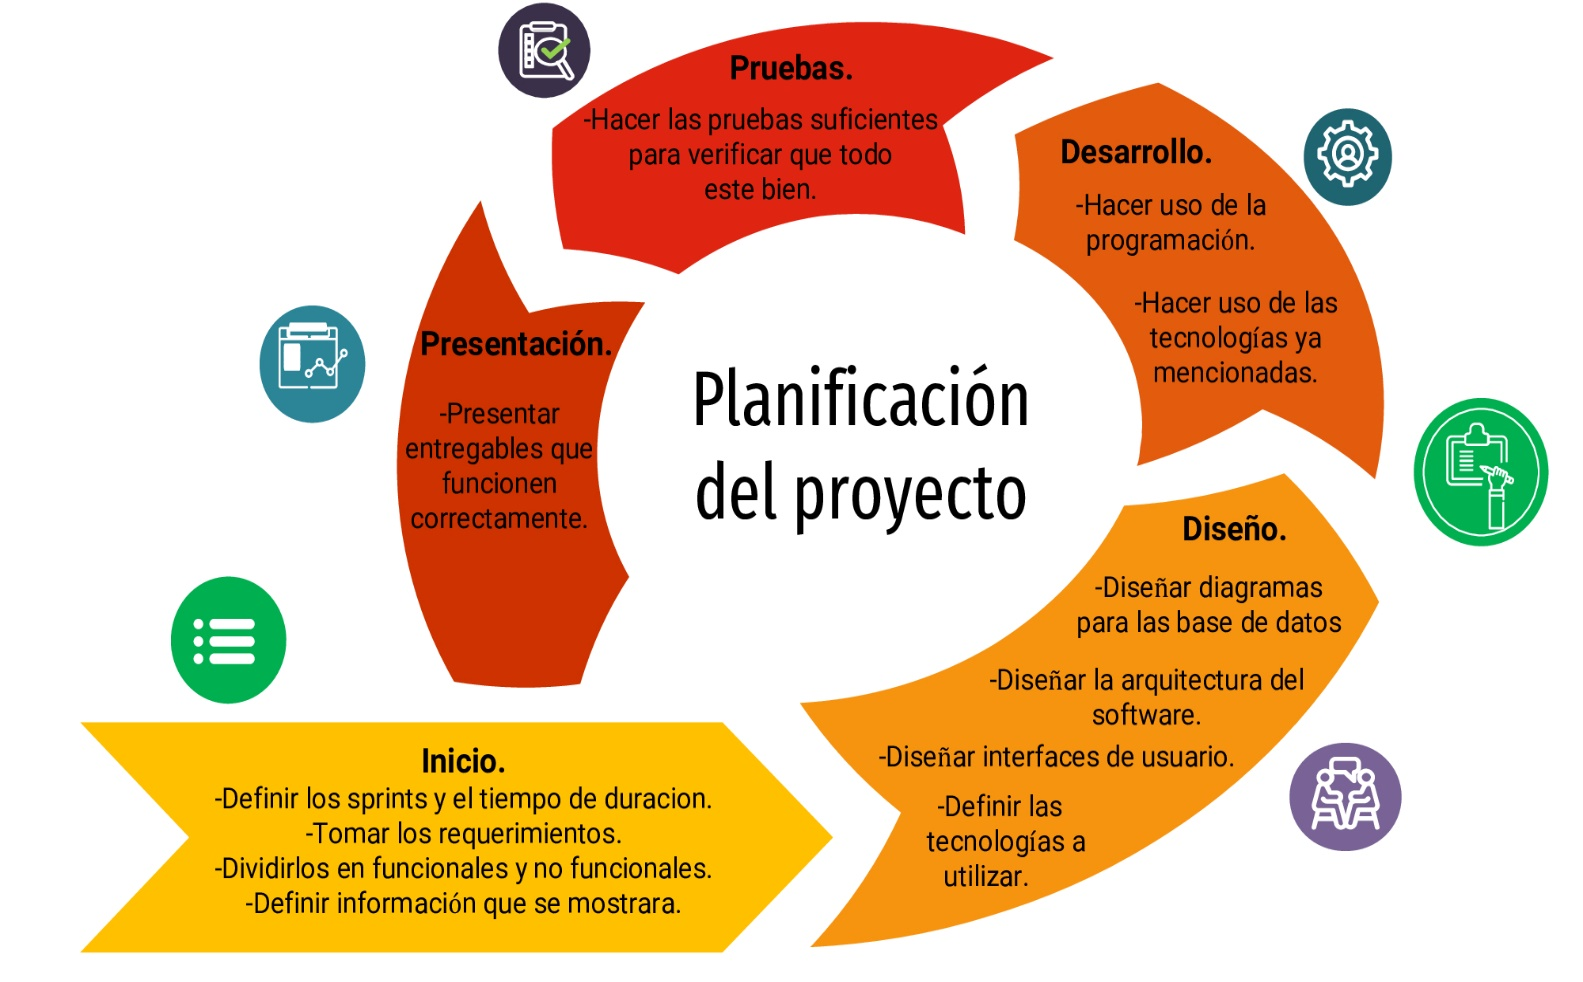 Planificación
del proyecto
Inicio.
-Definir los sprints y el tiempo de duracion.
-Tomar los requerimientos.
-Dividirlos en funcionales y no funcionales.
-Definir información que se mostrara.
Diseño.
-Diseñar diagramas
para las base de datos
-Diseñar la arquitectura del
software.
-Diseñar interfaces de usuario.
-Definir las
tecnologías a
utilizar.
Desarrollo.
-Hacer uso de la
programación.
-Hacer uso de las
tecnologías ya
mencionadas.
Pruebas.
-Hacer las pruebas suficientes
para verificar que todo
este bien.
Presentación.
-Presentar
entregables que
funcionen
correctamente.